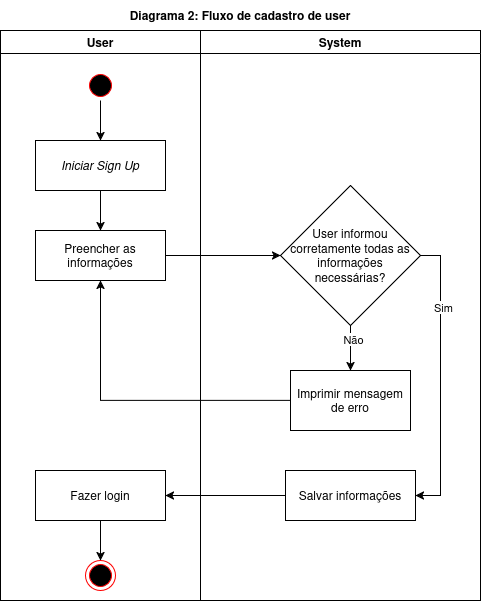 Diagrama 2: Fluxo de cadastro de user
User
System
Iniciar Sign Up
Preencher as
informações
User informou
corretamente todas as
informações
necessárias?
Sim
Não
Imprimir mensagem
de erro
Fazer login
Salvar informações